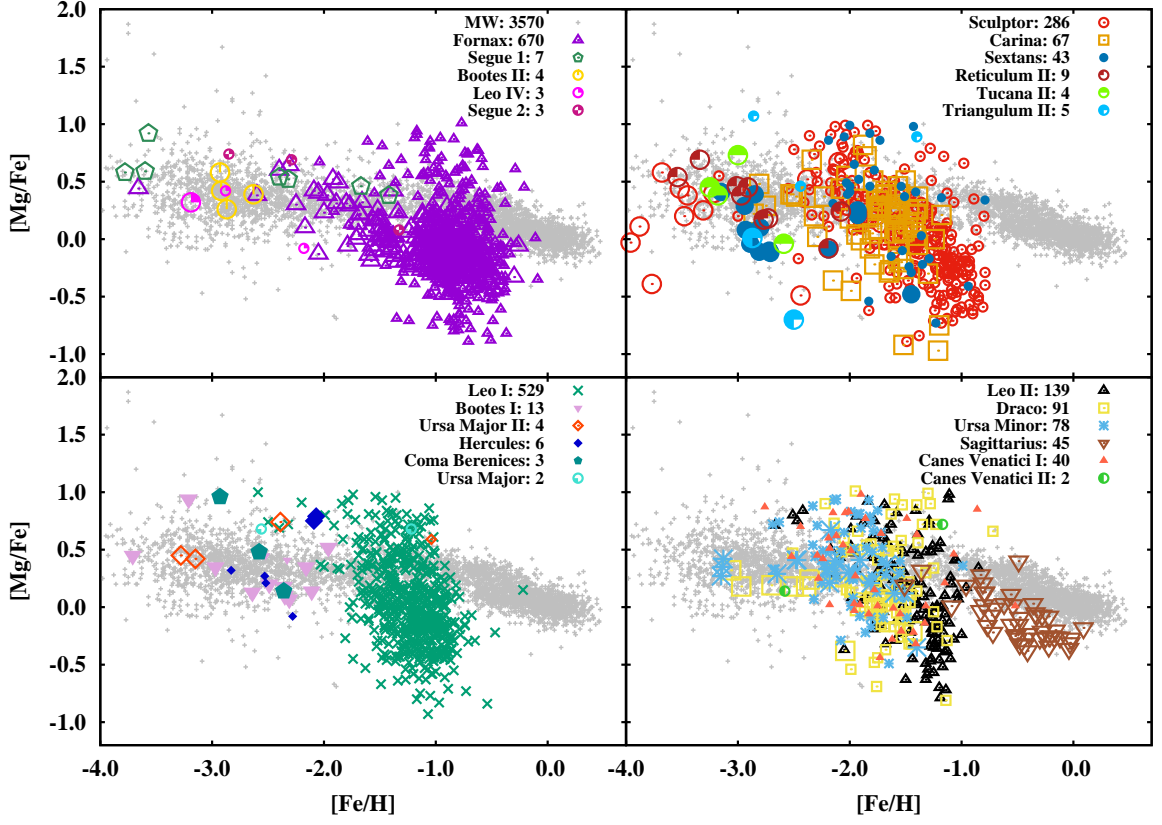 2.0
1.5
1.0
0.5
0.0
-0.5
-1.0
[Mg/Fe]
MW: 3570
Fornax: 670
Segue 1: 7
Bootes II: 4
Leo IV: 3
Segue 2: 3
Sculptor: 286
Carina: 67
Sextans: 43
Reticulum II: 9
Tucana II: 4
Triangulum II: 5
2.0
1.5
1.0
0.5
0.0
-0.5
-1.0
[Mg/Fe]
Leo I: 529
Bootes I: 13
Ursa Major II: 4
Hercules: 6
Coma Berenices: 3
Ursa Major: 2
Leo II: 139
Draco: 91
Ursa Minor: 78
Sagittarius: 45
Canes Venatici I: 40
Canes Venatici II: 2
-4.0 -3.0 -2.0 -1.0 0.0
-4.0 -3.0 -2.0 -1.0 0.0
[Fe/H]
[Fe/H]